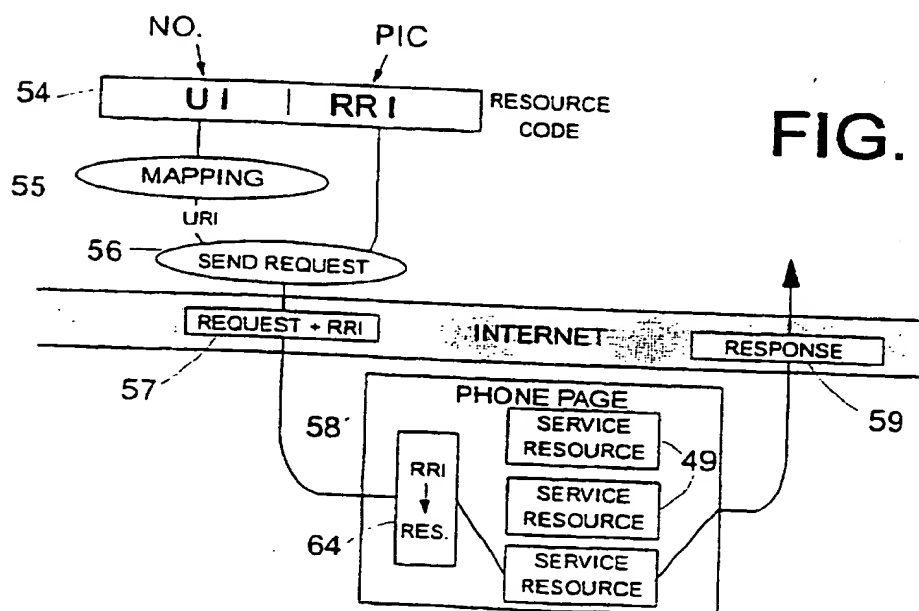 NO.
PIC
54
UI | RRI
RESOURCE
CODE
FIG.
55
MAPPING
URI
56
SEND REQUEST
REQUEST + RRI
INTERNET
RESPONSE
57
59
58
PHONE PAGE
SERVICE
RESOURCE
49
RRI
RES.
SERVICE
RESOURCE
64
SERVICE
RESOURCE